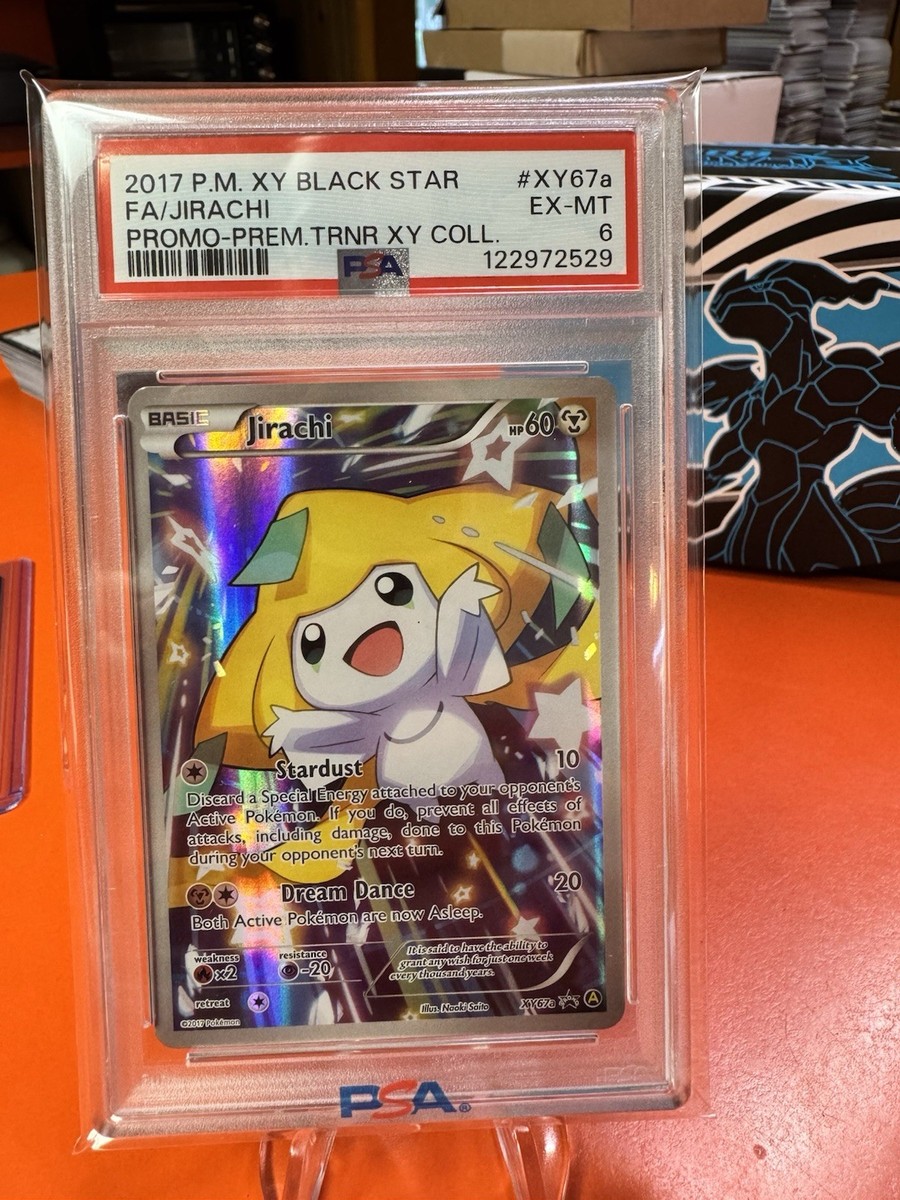 2017 P.M. XY BLACK STAR #XY67a
FA/JIRACHI EX-MT
PROMO-PREM.TRNR XY COLL. 6
PSA 122972529
BASIC Jirachi HP60
Stardust 10
Discard a Special Energy attached to your opponent's
Active Pokémon. If you do, prevent all effects of
attacks, including damage, done to this Pokémon
during your opponent's next turn.
Dream Dance 20
Both Active Pokémon are now Asleep.
weakness resistance
x2 -20
It is said to have the ability to
grant any wish for just one week
every thousand years.
retreat Illus. Naoki Saito XY67a A
©2017 Pokémon
PSA®